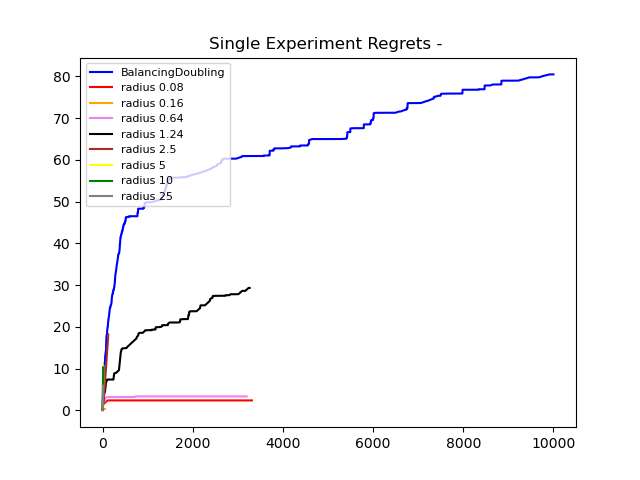 Single Experiment Regrets -
BalancingDoubling
radius 0.08
radius 0.16
radius 0.64
radius 1.24
radius 2.5
radius 5
radius 10
radius 25
80
70
60
50
40
30
20
10
0
0 2000 4000 6000 8000 10000